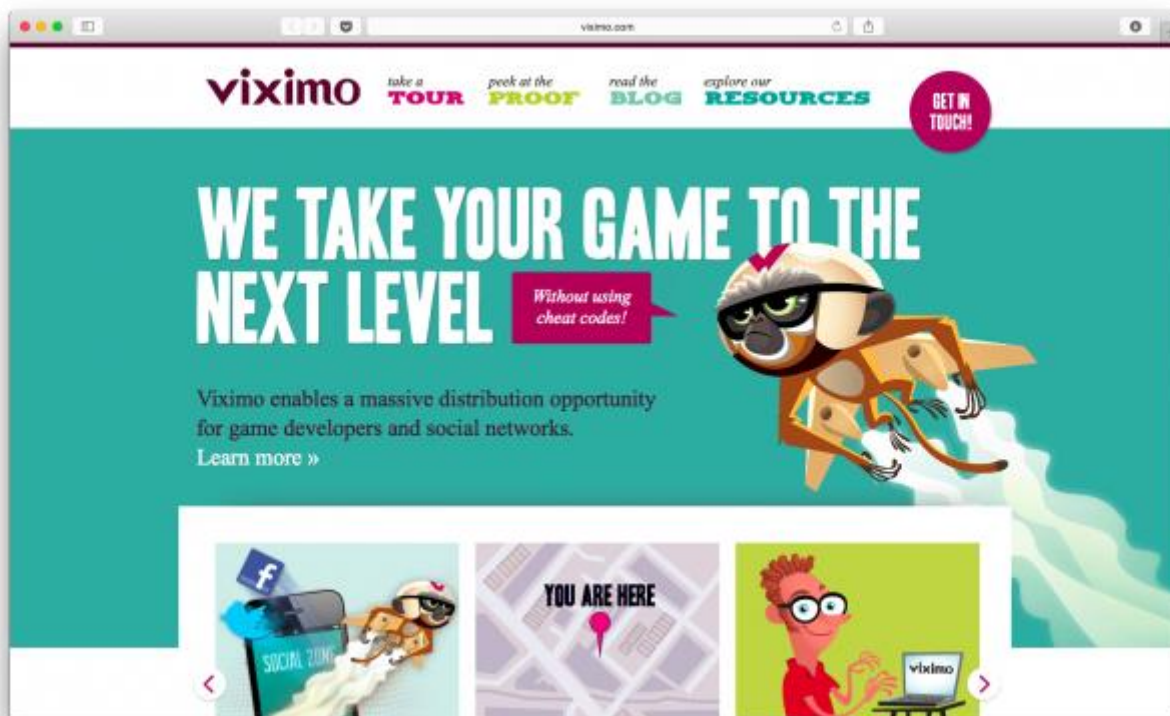 viximo.com
viximo
take a
TOUR
peek at the
PROOF
read the
BLOG
explore our
RESOURCES
GET IN
TOUCH!
WE TAKE YOUR GAME TO THE
NEXT LEVEL
Without using
cheat codes!
Viximo enables a massive distribution opportunity
for game developers and social networks.
Learn more »
f
SOCIAL ZONE
YOU ARE HERE
viximo